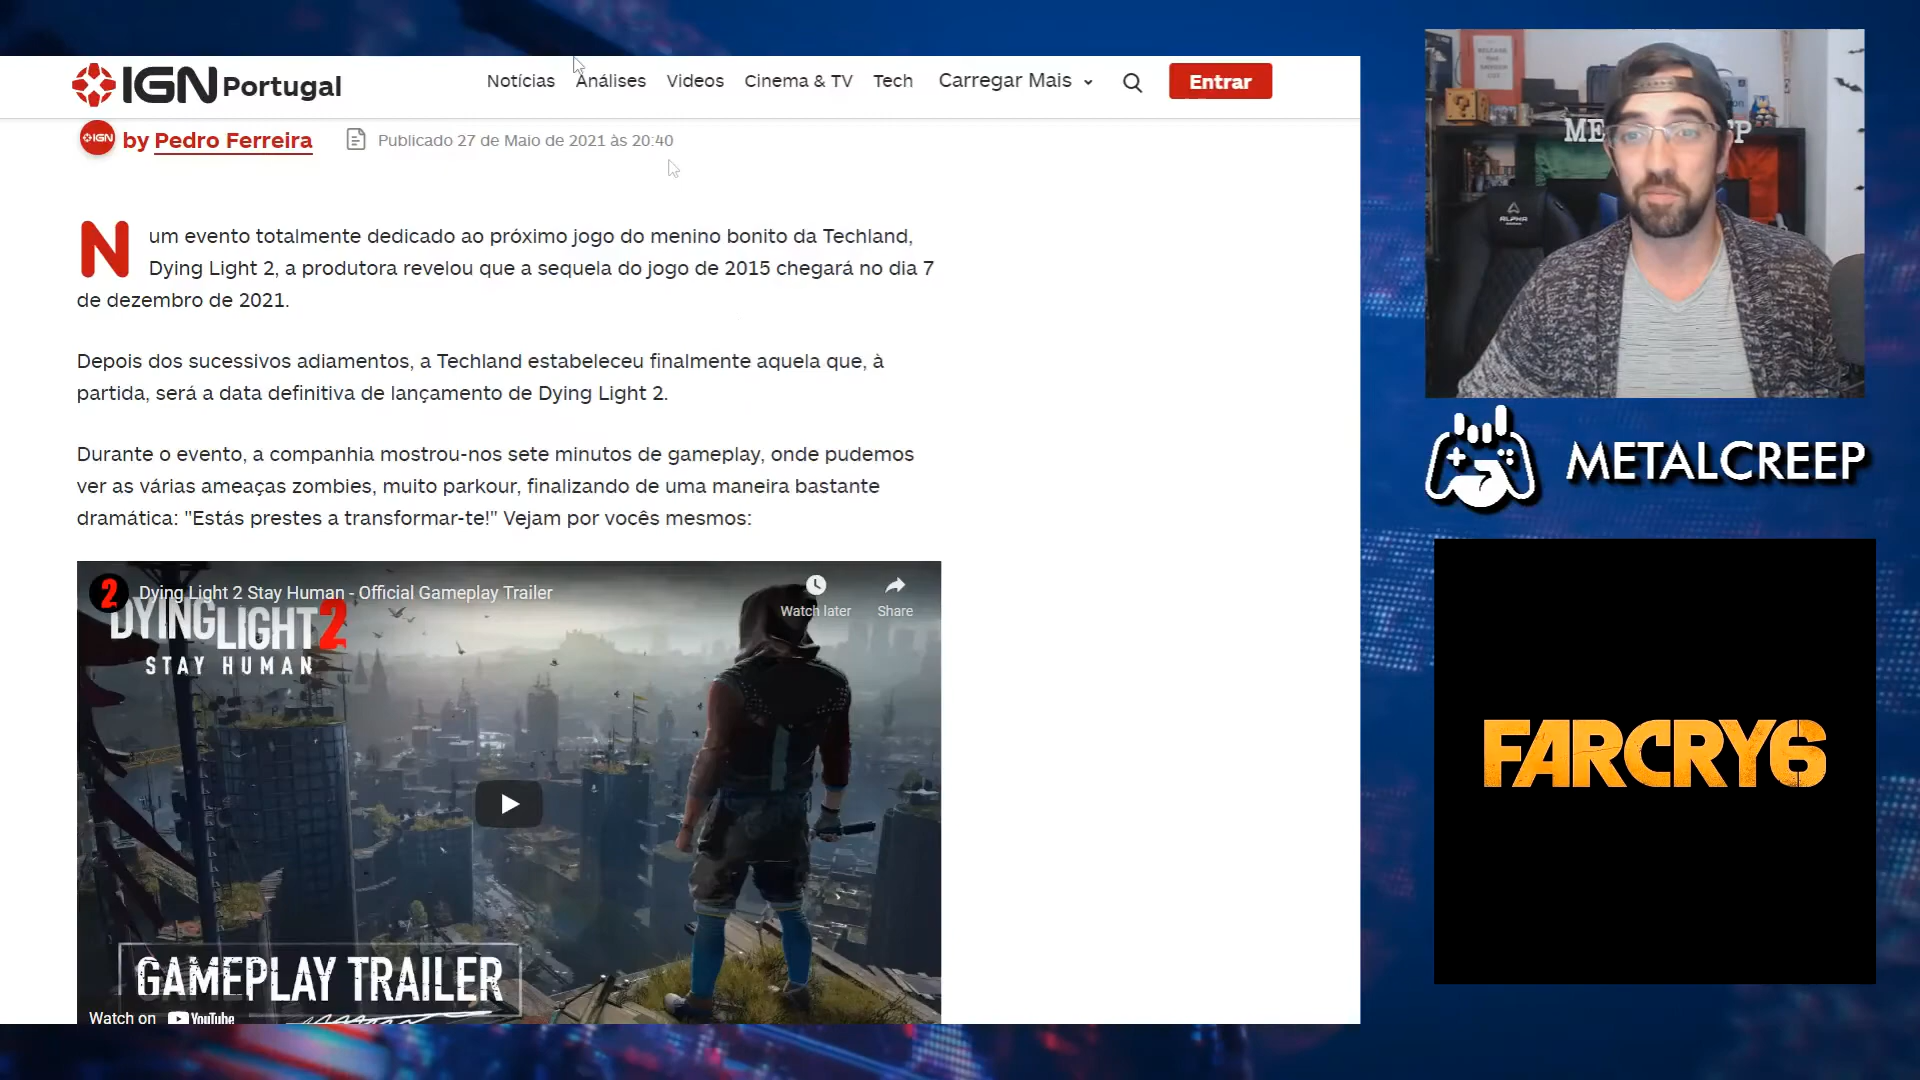 IGN Portugal
Notícias Análises Videos Cinema & TV Tech Carregar Mais Entrar
IGN by Pedro Ferreira Publicado 27 de Maio de 2021 às 20:40
Num evento totalmente dedicado ao próximo jogo do menino bonito da Techland,
Dying Light 2, a produtora revelou que a sequela do jogo de 2015 chegará no dia 7
de dezembro de 2021.
Depois dos sucessivos adiamentos, a Techland estabeleceu finalmente aquela que, à
partida, será a data definitiva de lançamento de Dying Light 2.
Durante o evento, a companhia mostrou-nos sete minutos de gameplay, onde pudemos
ver as várias ameaças zombies, muito parkour, finalizando de uma maneira bastante
dramática: "Estás prestes a transformar-te!" Vejam por vocês mesmos:
2 Dying Light 2 Stay Human - Official Gameplay Trailer
Watch later Share
DYING LIGHT 2
STAY HUMAN
GAMEPLAY TRAILER
Watch on YouTube
ALPHA
METALCREEP
FARCRY6